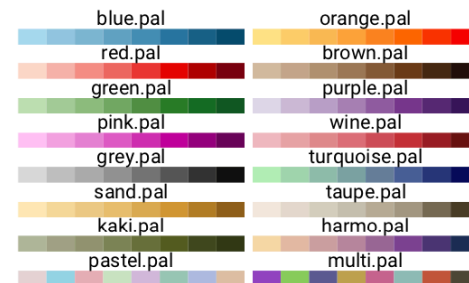 blue.pal orange.pal
red.pal brown.pal
green.pal purple.pal
pink.pal wine.pal
grey.pal turquoise.pal
sand.pal taupe.pal
kaki.pal harmo.pal
pastel.pal multi.pal